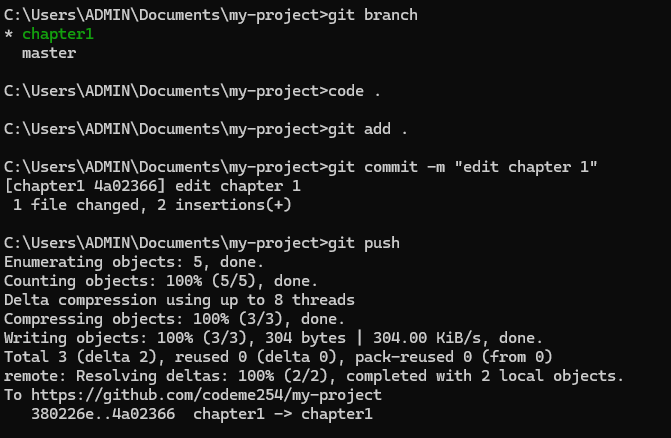 C:\Users\ADMIN\Documents\my-project>git branch
* chapter1
  master
C:\Users\ADMIN\Documents\my-project>code .
C:\Users\ADMIN\Documents\my-project>git add .
C:\Users\ADMIN\Documents\my-project>git commit -m "edit chapter 1"
[chapter1 4a02366] edit chapter 1
 1 file changed, 2 insertions(+)
C:\Users\ADMIN\Documents\my-project>git push
Enumerating objects: 5, done.
Counting objects: 100% (5/5), done.
Delta compression using up to 8 threads
Compressing objects: 100% (3/3), done.
Writing objects: 100% (3/3), 304 bytes | 304.00 KiB/s, done.
Total 3 (delta 2), reused 0 (delta 0), pack-reused 0 (from 0)
remote: Resolving deltas: 100% (2/2), completed with 2 local objects.
To https://github.com/codeme254/my-project
   380226e..4a02366  chapter1 -> chapter1